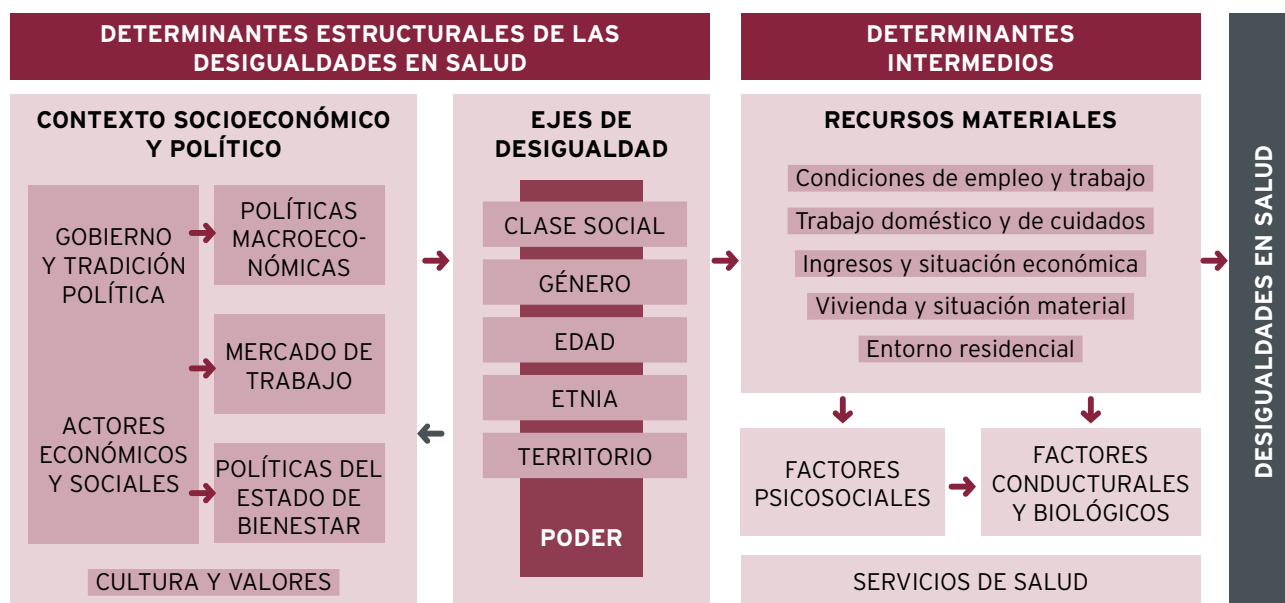 DETERMINANTES ESTRUCTURALES DE LAS
DESIGUALDADES EN SALUD
CONTEXTO SOCIOECONÓMICO
Y POLÍTICO
GOBIERNO
Y TRADICIÓN
POLÍTICA
ACTORES
ECONÓMICOS
Y SOCIALES
POLÍTICAS
MACROECO-
NÓMICAS
MERCADO DE
TRABAJO
POLÍTICAS DEL
ESTADO DE
BIENESTAR
CULTURA Y VALORES
EJES DE
DESIGUALDAD
CLASE SOCIAL
GÉNERO
EDAD
ETNIA
TERRITORIO
PODER
DETERMINANTES
INTERMEDIOS
RECURSOS MATERIALES
Condiciones de empleo y trabajo
Trabajo doméstico y de cuidados
Ingresos y situación económica
Vivienda y situación material
Entorno residencial
FACTORES
PSICOSOCIALES
FACTORES
CONDUCTURALES
Y BIOLÓGICOS
SERVICIOS DE SALUD
DESIGUALDADES EN SALUD